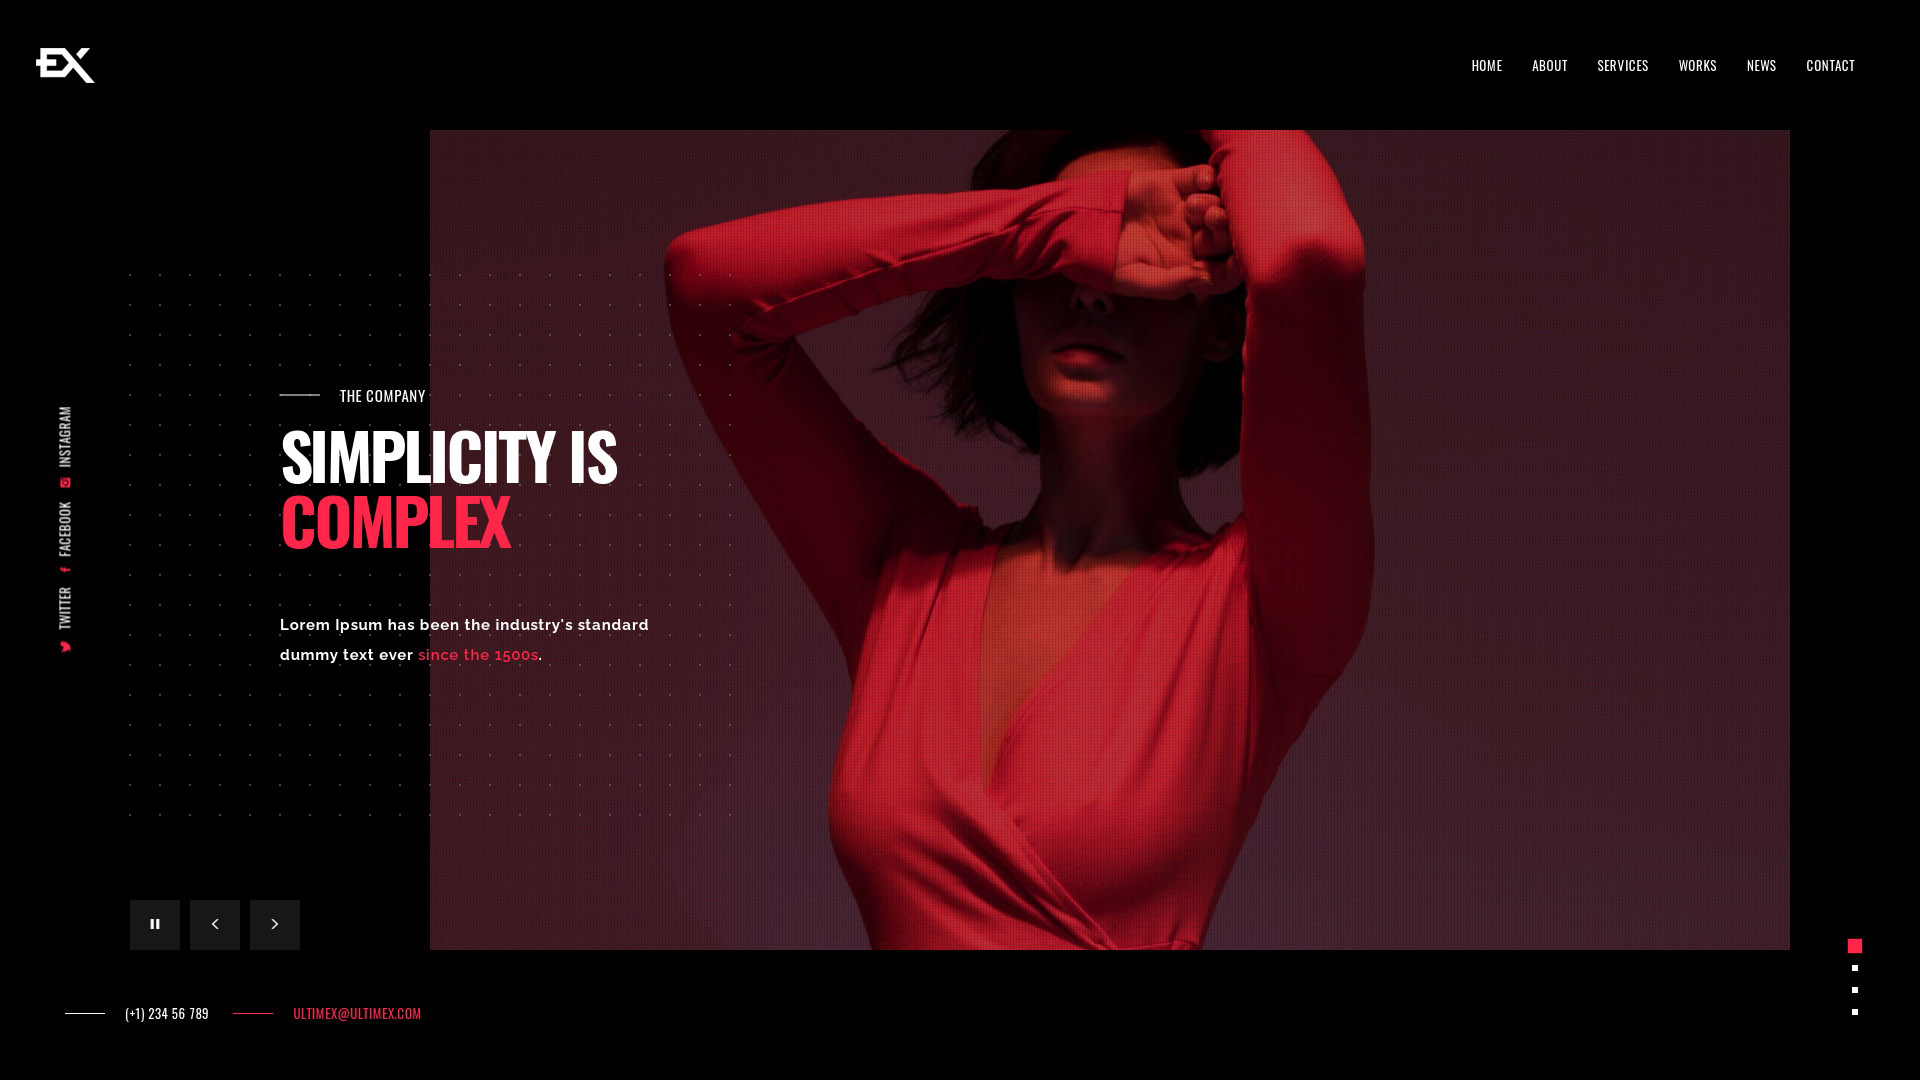 EX
HOME ABOUT SERVICES WORKS NEWS CONTACT
THE COMPANY
SIMPLICITY IS
COMPLEX
Lorem Ipsum has been the industry's standard
dummy text ever since the 1500s.
TWITTER FACEBOOK INSTAGRAM
(+1) 234 56 789 ULTIMEX@ULTIMEX.COM